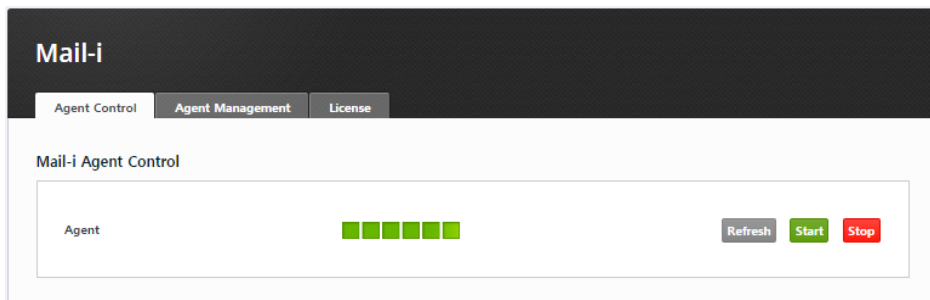 Mail-i
Agent Control Agent Management License
Mail-i Agent Control
Agent Refresh Start Stop